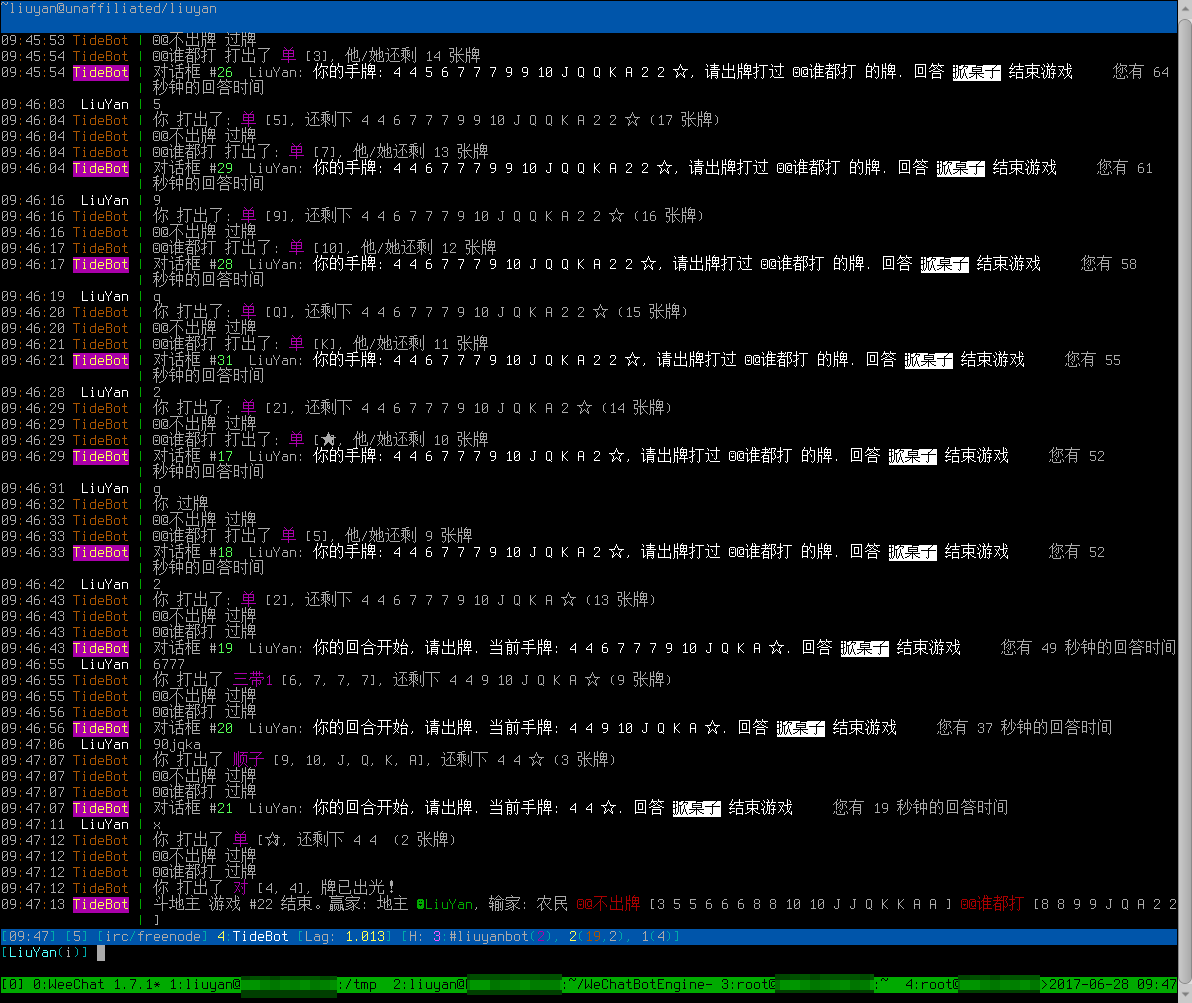 ~liuyan@unaffiliated/liuyan
09:45:53 TideBot | @@不出牌 过牌
09:45:54 TideBot | @@谁都打 打出了 单 [3], 他/她还剩 14 张牌
09:45:54 TideBot | 对话框 #26 LiuYan: 你的手牌: 4 4 5 6 7 7 7 9 9 10 J Q Q K A 2 2 ☆, 请出牌打过 @@谁都打 的牌. 回答 掀桌子 结束游戏 您有 64
| 秒钟的回答时间
09:46:03 LiuYan | 5
09:46:04 TideBot | 你 打出了: 单 [5], 还剩下 4 4 6 7 7 7 9 9 10 J Q Q K A 2 2 ☆ (17 张牌)
09:46:04 TideBot | @@不出牌 过牌
09:46:04 TideBot | @@谁都打 打出了: 单 [7], 他/她还剩 13 张牌
09:46:04 TideBot | 对话框 #29 LiuYan: 你的手牌: 4 4 6 7 7 7 9 9 10 J Q Q K A 2 2 ☆, 请出牌打过 @@谁都打 的牌. 回答 掀桌子 结束游戏 您有 61
| 秒钟的回答时间
09:46:16 LiuYan | 9
09:46:16 TideBot | 你 打出了: 单 [9], 还剩下 4 4 6 7 7 7 9 10 J Q Q K A 2 2 ☆ (16 张牌)
09:46:16 TideBot | @@不出牌 过牌
09:46:17 TideBot | @@谁都打 打出了: 单 [10], 他/她还剩 12 张牌
09:46:17 TideBot | 对话框 #28 LiuYan: 你的手牌: 4 4 6 7 7 7 9 10 J Q Q K A 2 2 ☆, 请出牌打过 @@谁都打 的牌. 回答 掀桌子 结束游戏 您有 58
| 秒钟的回答时间
09:46:19 LiuYan | q
09:46:20 TideBot | 你 打出了: 单 [Q], 还剩下 4 4 6 7 7 7 9 10 J Q K A 2 2 ☆ (15 张牌)
09:46:20 TideBot | @@不出牌 过牌
09:46:21 TideBot | @@谁都打 打出了: 单 [K], 他/她还剩 11 张牌
09:46:21 TideBot | 对话框 #31 LiuYan: 你的手牌: 4 4 6 7 7 7 9 10 J Q K A 2 2 ☆, 请出牌打过 @@谁都打 的牌. 回答 掀桌子 结束游戏 您有 55
| 秒钟的回答时间
09:46:28 LiuYan | 2
09:46:29 TideBot | 你 打出了: 单 [2], 还剩下 4 4 6 7 7 7 9 10 J Q K A 2 ☆ (14 张牌)
09:46:29 TideBot | @@不出牌 过牌
09:46:29 TideBot | @@谁都打 打出了: 单 [★], 他/她还剩 10 张牌
09:46:29 TideBot | 对话框 #17 LiuYan: 你的手牌: 4 4 6 7 7 7 9 10 J Q K A 2 ☆, 请出牌打过 @@谁都打 的牌. 回答 掀桌子 结束游戏 您有 52
| 秒钟的回答时间
09:46:31 LiuYan | g
09:46:32 TideBot | 你 过牌
09:46:33 TideBot | @@不出牌 过牌
09:46:33 TideBot | @@谁都打 打出了 单 [5], 他/她还剩 9 张牌
09:46:33 TideBot | 对话框 #18 LiuYan: 你的手牌: 4 4 6 7 7 7 9 10 J Q K A 2 ☆, 请出牌打过 @@谁都打 的牌. 回答 掀桌子 结束游戏 您有 52
| 秒钟的回答时间
09:46:42 LiuYan | 2
09:46:43 TideBot | 你 打出了: 单 [2], 还剩下 4 4 6 7 7 7 9 10 J Q K A ☆ (13 张牌)
09:46:43 TideBot | @@不出牌 过牌
09:46:43 TideBot | @@谁都打 过牌
09:46:43 TideBot | 对话框 #19 LiuYan: 你的回合开始, 请出牌. 当前手牌: 4 4 6 7 7 7 9 10 J Q K A ☆. 回答 掀桌子 结束游戏 您有 49 秒钟的回答时间
09:46:55 LiuYan | 6777
09:46:55 TideBot | 你 打出了 三带1 [6, 7, 7, 7], 还剩下 4 4 9 10 J Q K A ☆ (9 张牌)
09:46:55 TideBot | @@不出牌 过牌
09:46:56 TideBot | @@谁都打 过牌
09:46:56 TideBot | 对话框 #20 LiuYan: 你的回合开始, 请出牌. 当前手牌: 4 4 9 10 J Q K A ☆. 回答 掀桌子 结束游戏 您有 37 秒钟的回答时间
09:47:06 LiuYan | 90jqka
09:47:07 TideBot | 你 打出了 顺子 [9, 10, J, Q, K, A], 还剩下 4 4 ☆ (3 张牌)
09:47:07 TideBot | @@不出牌 过牌
09:47:07 TideBot | @@谁都打 过牌
09:47:07 TideBot | 对话框 #21 LiuYan: 你的回合开始, 请出牌. 当前手牌: 4 4 ☆. 回答 掀桌子 结束游戏 您有 19 秒钟的回答时间
09:47:11 LiuYan | x
09:47:12 TideBot | 你 打出了 单 [☆], 还剩下 4 4 (2 张牌)
09:47:12 TideBot | @@不出牌 过牌
09:47:12 TideBot | @@谁都打 过牌
09:47:12 TideBot | 你 打出了 对 [4, 4], 牌已出光!
09:47:13 TideBot | 斗地主 游戏 #22 结束。赢家: 地主 @LiuYan, 输家: 农民 @@不出牌 [3 5 5 6 6 6 8 8 10 10 J J Q K K A A ] @@谁都打 [8 8 9 9 J Q A 2 2
| ]
[09:47] [5] [irc/freenode] 4:TideBot [Lag: 1.013] [H: 3:#liuyanbot(1), 2(19,2), 1(4)]
[LiuYan(i)]
[0] 0:WeeChat 1.7.1* 1:liuyan@ :/tmp 2:liuyan@ :~/WeChatBotEngine- 3:root@ :~ 4:root@ >2017-06-28 09:47